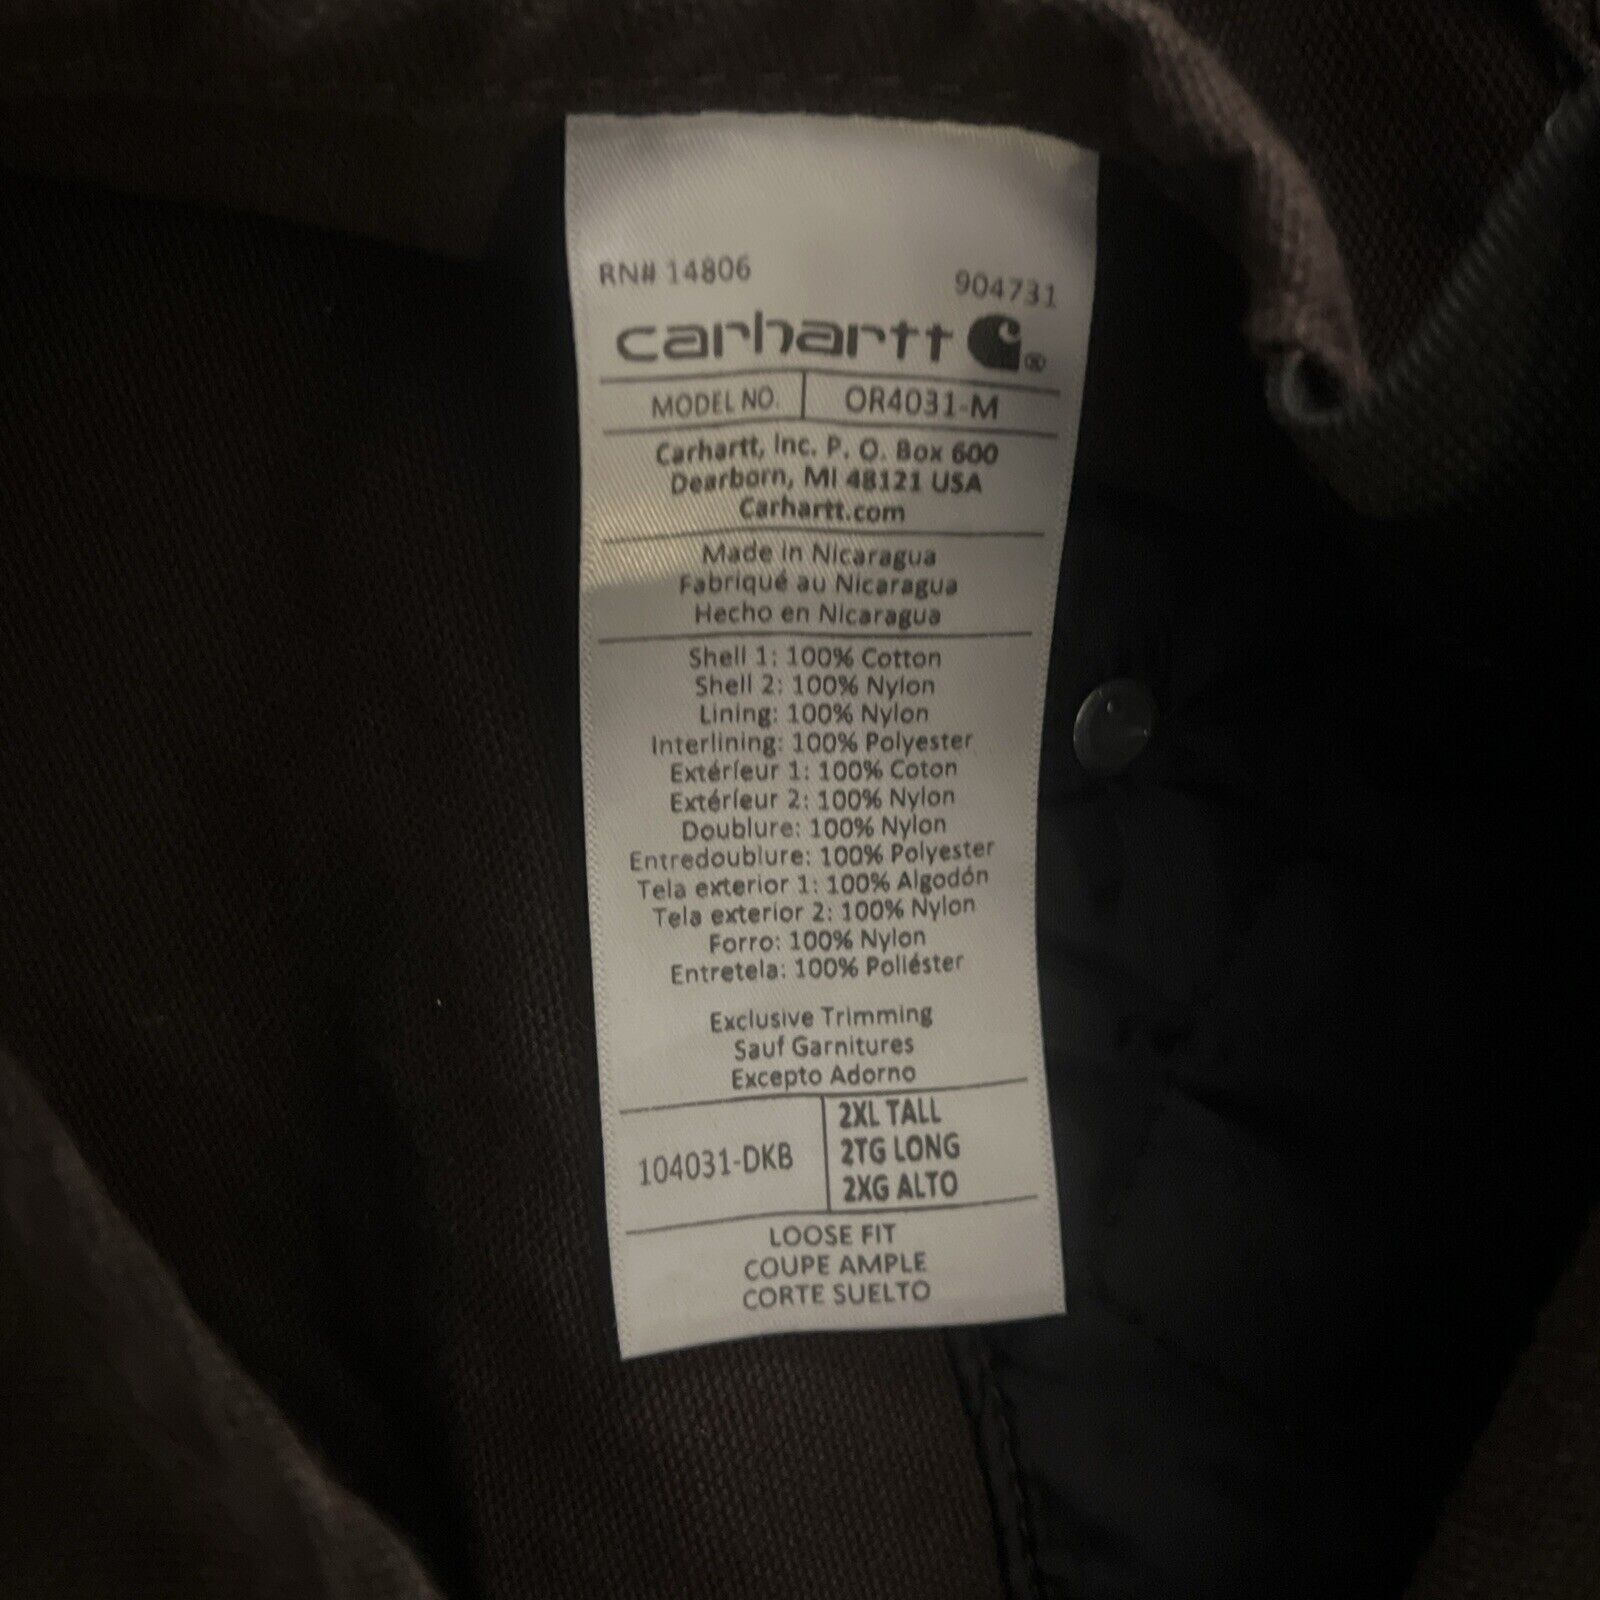 RN# 14806 904731
carhartt ®
MODEL NO. OR4031-M
Carhartt, Inc. P. O. Box 600
Dearborn, MI 48121 USA
Carhartt.com
Made in Nicaragua
Fabriqué au Nicaragua
Hecho en Nicaragua
Shell 1: 100% Cotton
Shell 2: 100% Nylon
Lining: 100% Nylon
Interlining: 100% Polyester
Extérieur 1: 100% Coton
Extérieur 2: 100% Nylon
Doublure: 100% Nylon
Entredoublure: 100% Polyester
Tela exterior 1: 100% Algodón
Tela exterior 2: 100% Nylon
Forro: 100% Nylon
Entretela: 100% Poliéster
Exclusive Trimming
Sauf Garnitures
Excepto Adorno
104031-DKB
2XL TALL
2TG LONG
2XG ALTO
LOOSE FIT
COUPE AMPLE
CORTE SUELTO